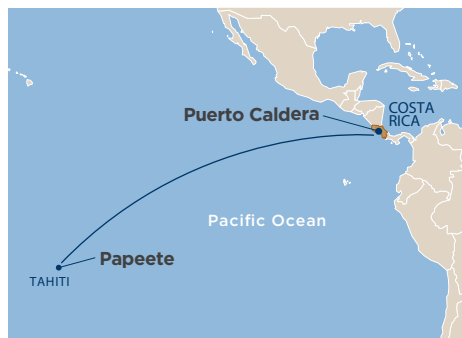 Puerto Caldera
COSTA
RICA
Pacific Ocean
Papeete
TAHITI